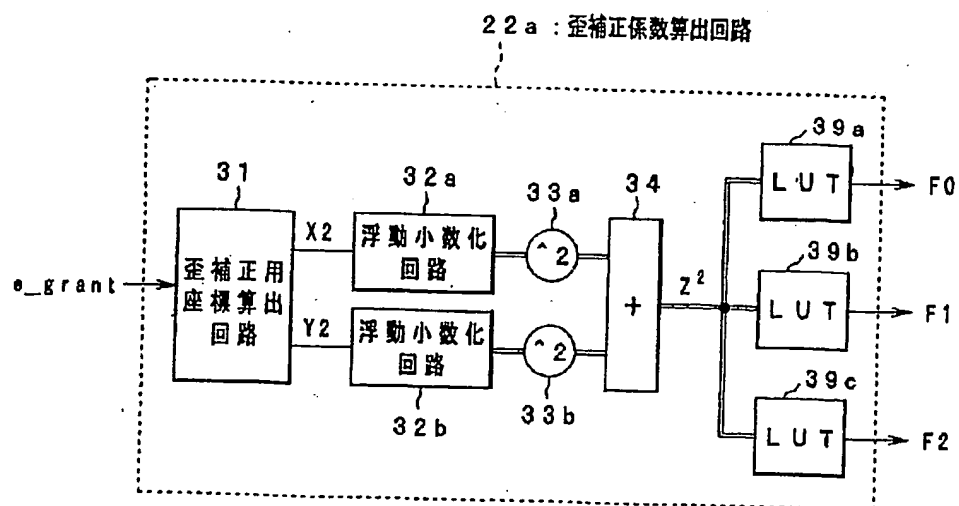 22a : 歪補正係数算出回路
39a
LUT
F0
31
32a
33a
34
X2
浮動小数化
回路
^2
e_grant
歪補正用
座標算出
回路
+
Z²
39b
LUT
F1
Y2
浮動小数化
回路
^2
32b
33b
39c
LUT
F2